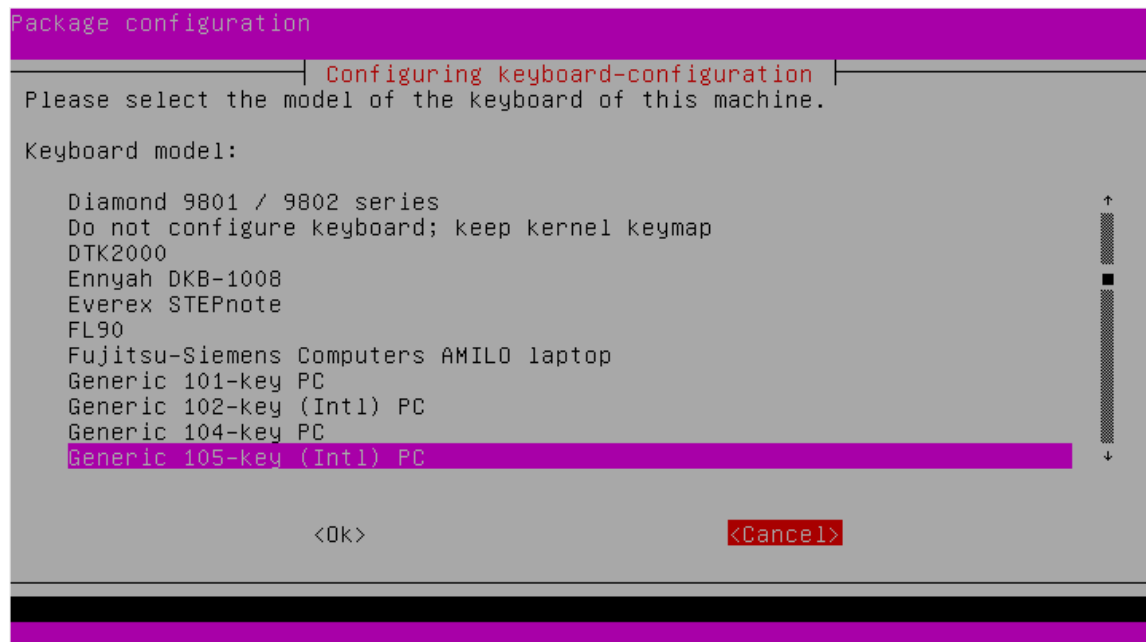 Package configuration
Configuring keyboard-configuration
Please select the model of the keyboard of this machine.
Keyboard model:
Diamond 9801 / 9802 series
Do not configure keyboard; keep kernel keymap
DTK2000
Ennyah DKB-1008
Everex STEPnote
FL90
Fujitsu-Siemens Computers AMILO laptop
Generic 101-key PC
Generic 102-key (Intl) PC
Generic 104-key PC
Generic 105-key (Intl) PC
<Ok> <Cancel>